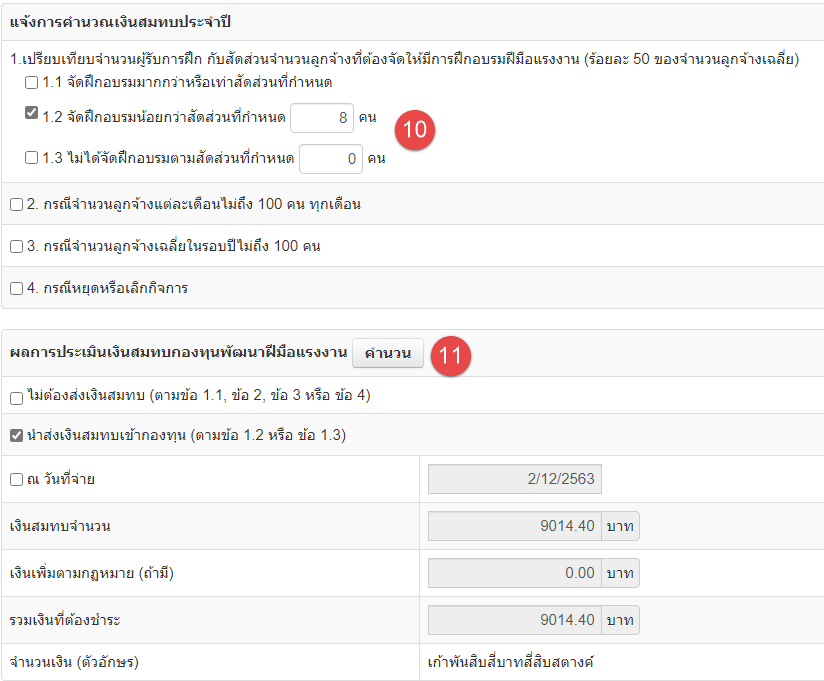 แจ้งการคำนวณเงินสมทบประจำปี
1.เปรียบเทียบจำนวนผู้รับการฝึก กับสัดส่วนจำนวนลูกจ้างที่ต้องจัดให้มีการฝึกอบรมฝีมือแรงงาน (ร้อยละ 50 ของจำนวนลูกจ้างเฉลี่ย)
1.1 จัดฝึกอบรมมากกว่าหรือเท่าสัดส่วนที่กำหนด
1.2 จัดฝึกอบรมน้อยกว่าสัดส่วนที่กำหนด 8 คน 10
1.3 ไม่ได้จัดฝึกอบรมตามสัดส่วนที่กำหนด 0 คน
2. กรณีจำนวนลูกจ้างแต่ละเดือนไม่ถึง 100 คน ทุกเดือน
3. กรณีจำนวนลูกจ้างเฉลี่ยในรอบปีไม่ถึง 100 คน
4. กรณีหยุดหรือเลิกกิจการ
ผลการประเมินเงินสมทบกองทุนพัฒนาฝีมือแรงงาน คำนวน 11
ไม่ต้องส่งเงินสมทบ (ตามข้อ 1.1, ข้อ 2, ข้อ 3 หรือ ข้อ 4)
นำส่งเงินสมทบเข้ากองทุน (ตามข้อ 1.2 หรือ ข้อ 1.3)
ณ วันที่จ่าย 2/12/2563
เงินสมทบจำนวน 9014.40 บาท
เงินเพิ่มตามกฏหมาย (ถ้ามี) 0.00 บาท
รวมเงินที่ต้องชำระ 9014.40 บาท
จำนวนเงิน (ตัวอักษร) เก้าพันสิบสี่บาทสี่สิบสตางค์